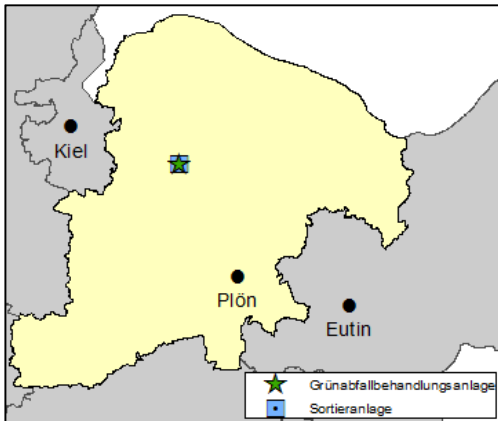 Kiel
Plön
Eutin
Grünabfallbehandlungsanlage
Sortieranlage